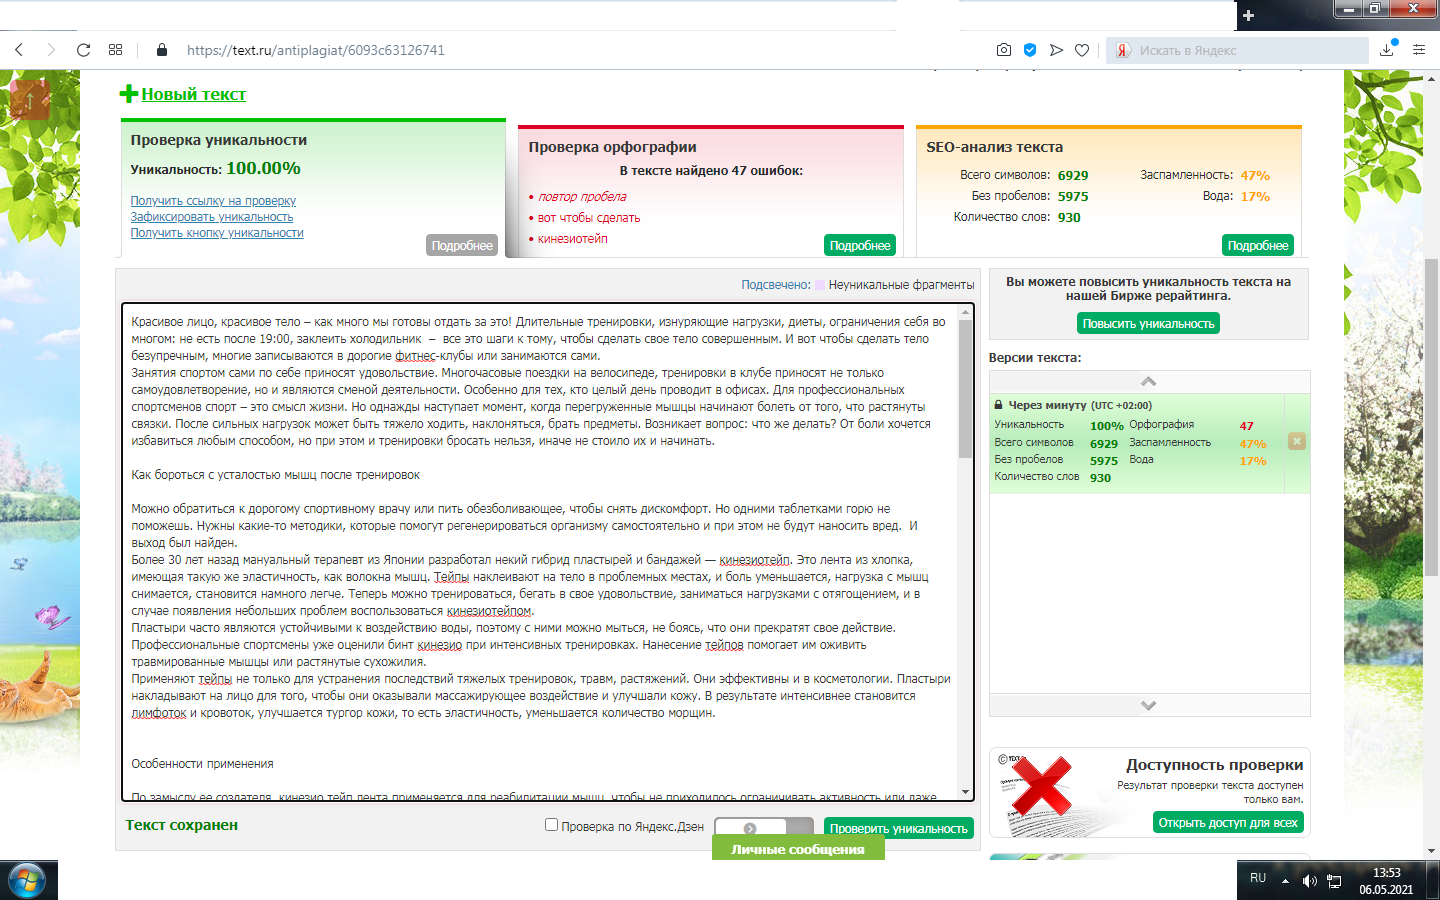 https://text.ru/antiplagiat/6093c63126741
Я Искать в Яндекс
Новый текст
Проверка уникальности
Уникальность: 100.00%
Получить ссылку на проверку
Зафиксировать уникальность
Получить кнопку уникальности
Подробнее
Проверка орфографии
В тексте найдено 47 ошибок:
• повтор пробела
• вот чтобы сделать
• кинезиотейп
Подробнее
SEO-анализ текста
Всего символов: 6929 Заспамленность: 47%
Без пробелов: 5975 Вода: 17%
Количество слов: 930
Подробнее
Подсвечено: Неуникальные фрагменты
Красивое лицо, красивое тело – как много мы готовы отдать за это! Длительные тренировки, изнуряющие нагрузки, диеты, ограничения себя во
многом: не есть после 19:00, заклеить холодильник – все это шаги к тому, чтобы сделать свое тело совершенным. И вот чтобы сделать тело
безупречным, многие записываются в дорогие фитнес-клубы или занимаются сами.
Занятия спортом сами по себе приносят удовольствие. Многочасовые поездки на велосипеде, тренировки в клубе приносят не только
самоудовлетворение, но и являются сменой деятельности. Особенно для тех, кто целый день проводит в офисах. Для профессиональных
спортсменов спорт – это смысл жизни. Но однажды наступает момент, когда перегруженные мышцы начинают болеть от того, что растянуты
связки. После сильных нагрузок может быть тяжело ходить, наклоняться, брать предметы. Возникает вопрос: что же делать? От боли хочется
избавиться любым способом, но при этом и тренировки бросать нельзя, иначе не стоило их и начинать.
Как бороться с усталостью мышц после тренировок
Можно обратиться к дорогому спортивному врачу или пить обезболивающее, чтобы снять дискомфорт. Но одними таблетками горю не
поможешь. Нужны какие-то методики, которые помогут регенерироваться организму самостоятельно и при этом не будут наносить вред. И
выход был найден.
Более 30 лет назад мануальный терапевт из Японии разработал некий гибрид пластырей и бандажей — кинезиотейп. Это лента из хлопка,
имеющая такую же эластичность, как волокна мышц. Тейпы наклеивают на тело в проблемных местах, и боль уменьшается, нагрузка с мышц
снимается, становится намного легче. Теперь можно тренироваться, бегать в свое удовольствие, заниматься нагрузками с отягощением, и в
случае появления небольших проблем воспользоваться кинезиотейпом.
Пластыри часто являются устойчивыми к воздействию воды, поэтому с ними можно мыться, не боясь, что они прекратят свое действие.
Профессиональные спортсмены уже оценили бинт кинезио при интенсивных тренировках. Нанесение тейпов помогает им оживить
травмированные мышцы или растянутые сухожилия.
Применяют тейпы не только для устранения последствий тяжелых тренировок, травм, растяжений. Они эффективны и в косметологии. Пластыри
накладывают на лицо для того, чтобы они оказывали массажирующее воздействие и улучшали кожу. В результате интенсивнее становится
лимфоток и кровоток, улучшается тургор кожи, то есть эластичность, уменьшается количество морщин.
Особенности применения
По замыслу ее создателя, кинезио тейп лента применяется для реабилитации мышц, чтобы не приходилось ограничивать активность или даже
Текст сохранен
Проверка по Яндекс.Дзен
Проверить уникальность
Личные сообщения
Вы можете повысить уникальность текста на
нашей Бирже рерайтинга.
Повысить уникальность
Версии текста:
Через минуту (UTC +02:00)
Уникальность 100% Орфография 47
Всего символов 6929 Заспамленность 47%
Без пробелов 5975 Вода 17%
Количество слов 930
Доступность проверки
Результат проверки текста доступен
только вам.
Открыть доступ для всех
RU
13:53
06.05.2021